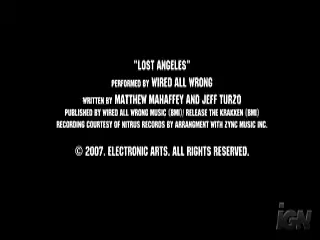 "LOST ANGELES"
PERFORMED BY WIRED ALL WRONG
WRITTEN BY MATTHEW MAHAFFEY AND JEFF TURZO
PUBLISHED BY WIRED ALL WRONG MUSIC (BMI)/ RELEASE THE KRAKKEN (BMI)
RECORDING COURTESY OF NITRUS RECORDS BY ARRANGMENT WITH ZYNC MUSIC INC.
© 2007. ELECTRONIC ARTS. ALL RIGHTS RESERVED.
IGN